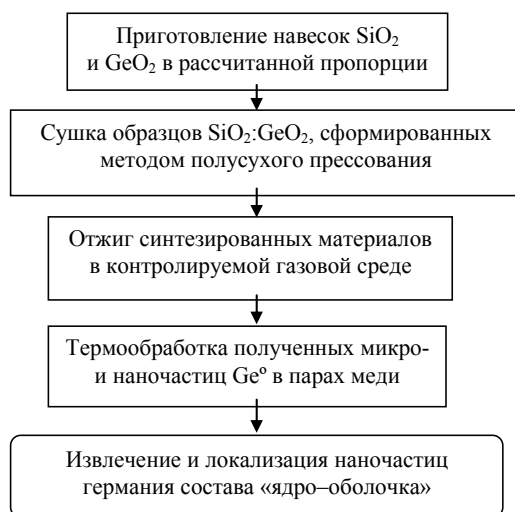 Приготовление навесок SiO₂
и GeO₂ в рассчитанной пропорции
Сушка образцов SiO₂:GeO₂, сформированных
методом полусухого прессования
Отжиг синтезированных материалов
в контролируемой газовой среде
Термообработка полученных микро-
и наночастиц Geº в парах меди
Извлечение и локализация наночастиц
германия состава «ядро–оболочка»